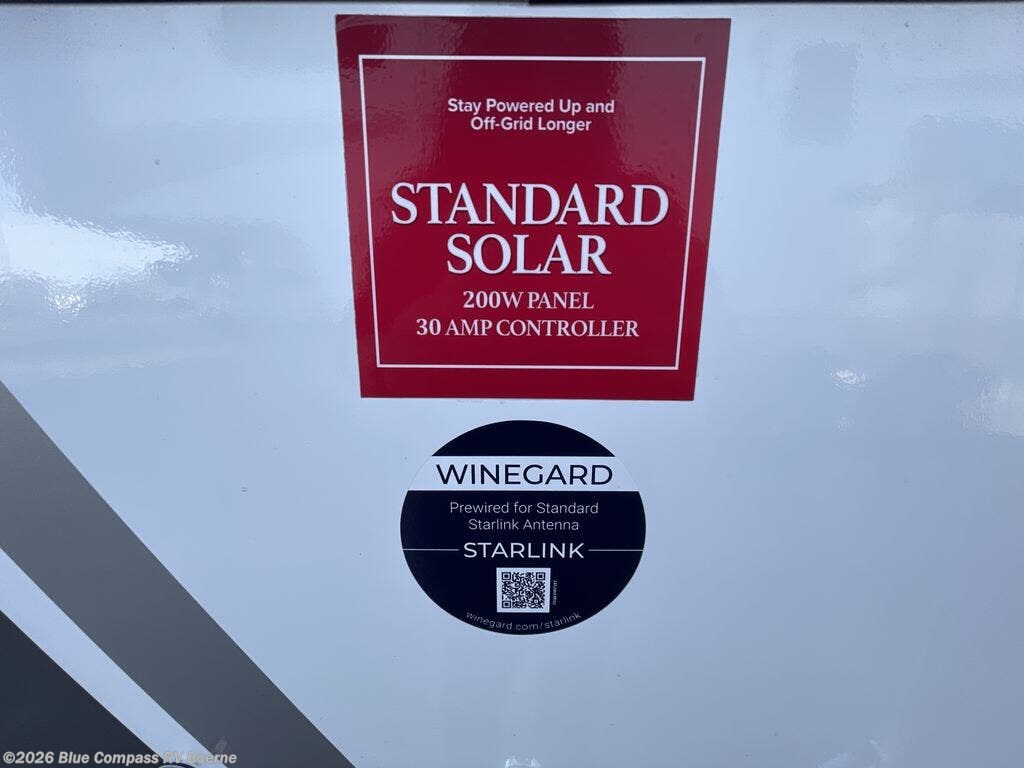 Stay Powered Up and
Off-Grid Longer
STANDARD
SOLAR
200W PANEL
30 AMP CONTROLLER
WINEGARD
Prewired for Standard
Starlink Antenna
STARLINK
winegard.com/starlink
©2026 Blue Compass RV Boerne